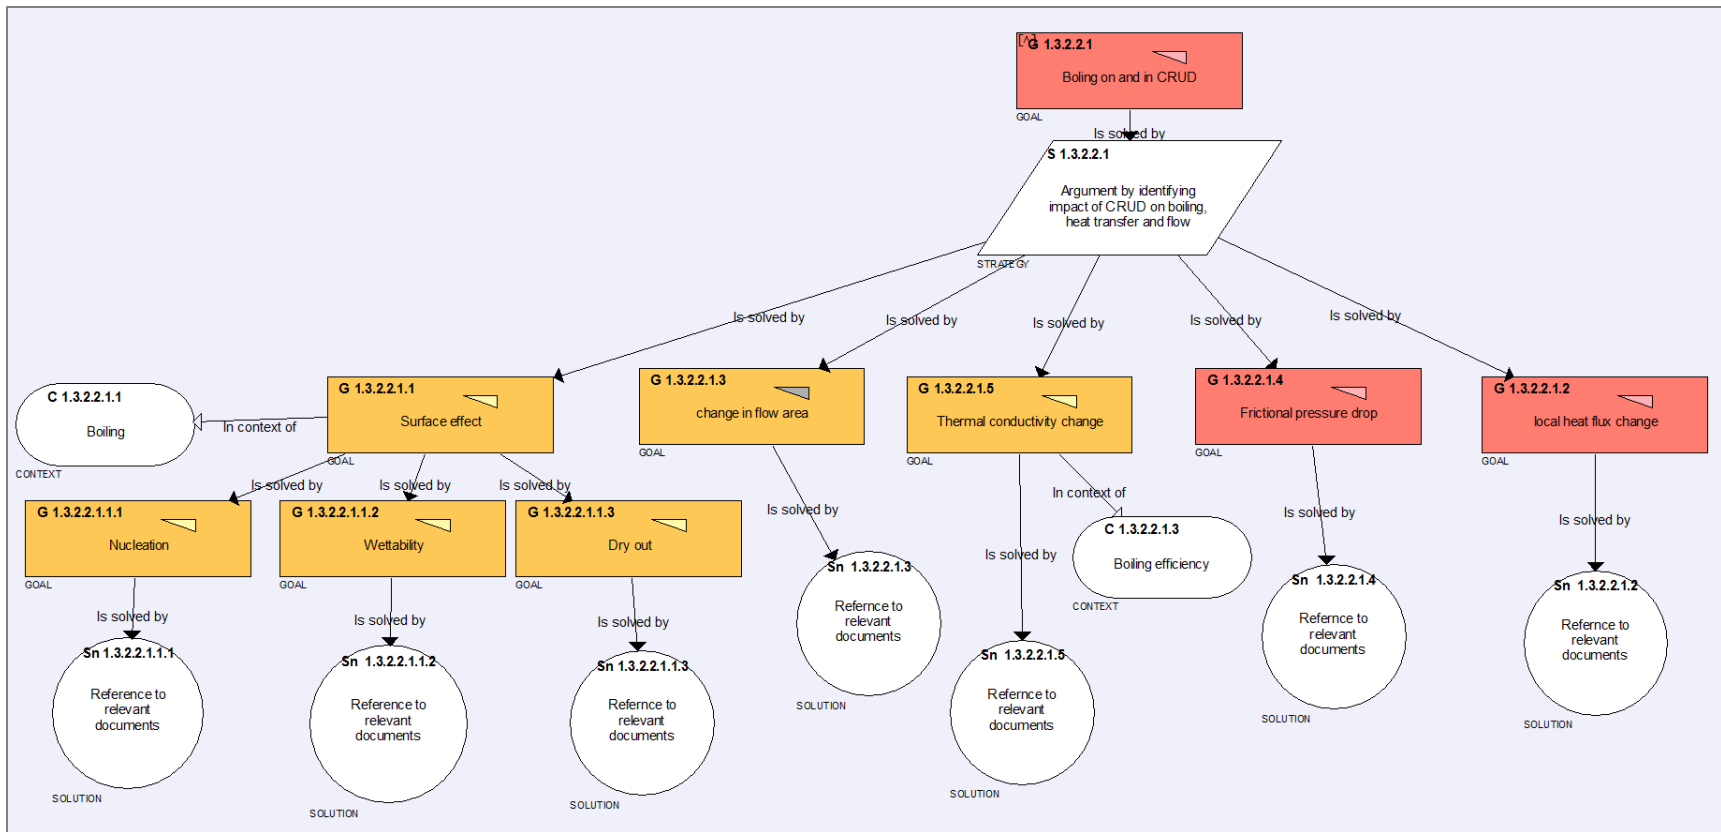 [^]
G 1.3.2.2.1
Boling on and in CRUD
GOAL
Is solved by
S 1.3.2.2.1
Argument by identifying
impact of CRUD on boiling,
heat transfer and flow
STRATEGY
Is solved by
Is solved by
Is solved by
Is solved by
Is solved by
C 1.3.2.2.1.1
Boiling
CONTEXT
In context of
G 1.3.2.2.1.1
Surface effect
GOAL
G 1.3.2.2.1.3
change in flow area
GOAL
G 1.3.2.2.1.5
Thermal conductivity change
GOAL
G 1.3.2.2.1.4
Frictional pressure drop
GOAL
G 1.3.2.2.1.2
local heat flux change
GOAL
Is solved by
Is solved by
Is solved by
Is solved by
In context of
Is solved by
Is solved by
Is solved by
G 1.3.2.2.1.1.1
Nucleation
GOAL
G 1.3.2.2.1.1.2
Wettability
GOAL
G 1.3.2.2.1.1.3
Dry out
GOAL
C 1.3.2.2.1.3
Boiling efficiency
CONTEXT
Is solved by
Is solved by
Is solved by
Sn 1.3.2.2.1.1.1
Reference to
relevant
documents
SOLUTION
Sn 1.3.2.2.1.1.2
Reference to
relevant
documents
SOLUTION
Sn 1.3.2.2.1.1.3
Refernce to
relevant
documents
SOLUTION
Sn 1.3.2.2.1.3
Refernce to
relevant
documents
SOLUTION
Sn 1.3.2.2.1.5
Refernce to
relevant
documents
SOLUTION
Sn 1.3.2.2.1.4
Refernce to
relevant
documents
SOLUTION
Sn 1.3.2.2.1.2
Refernce to
relevant
documents
SOLUTION